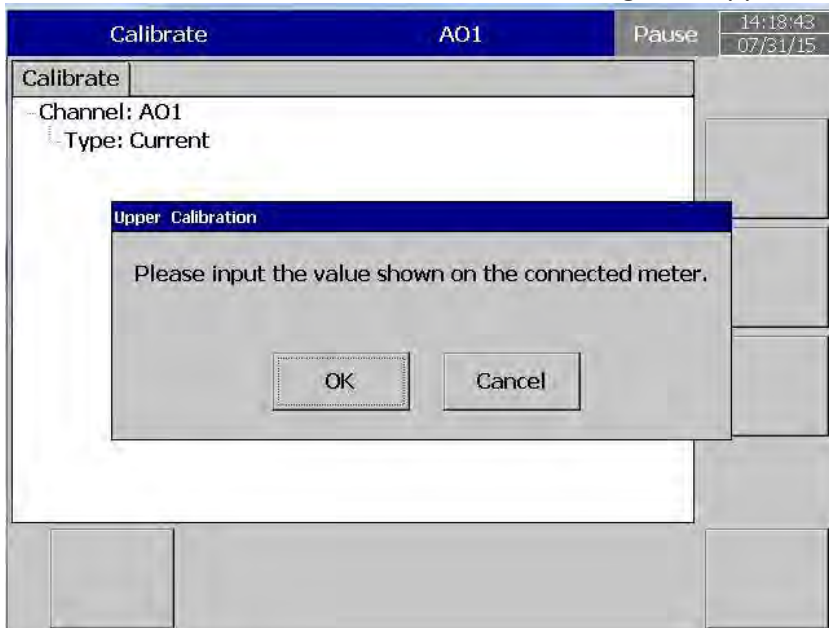 Calibrate AO1 Pause 14:18:43
07/31/15
Calibrate
Channel: AO1
Type: Current
Upper Calibration
Please input the value shown on the connected meter.
OK Cancel